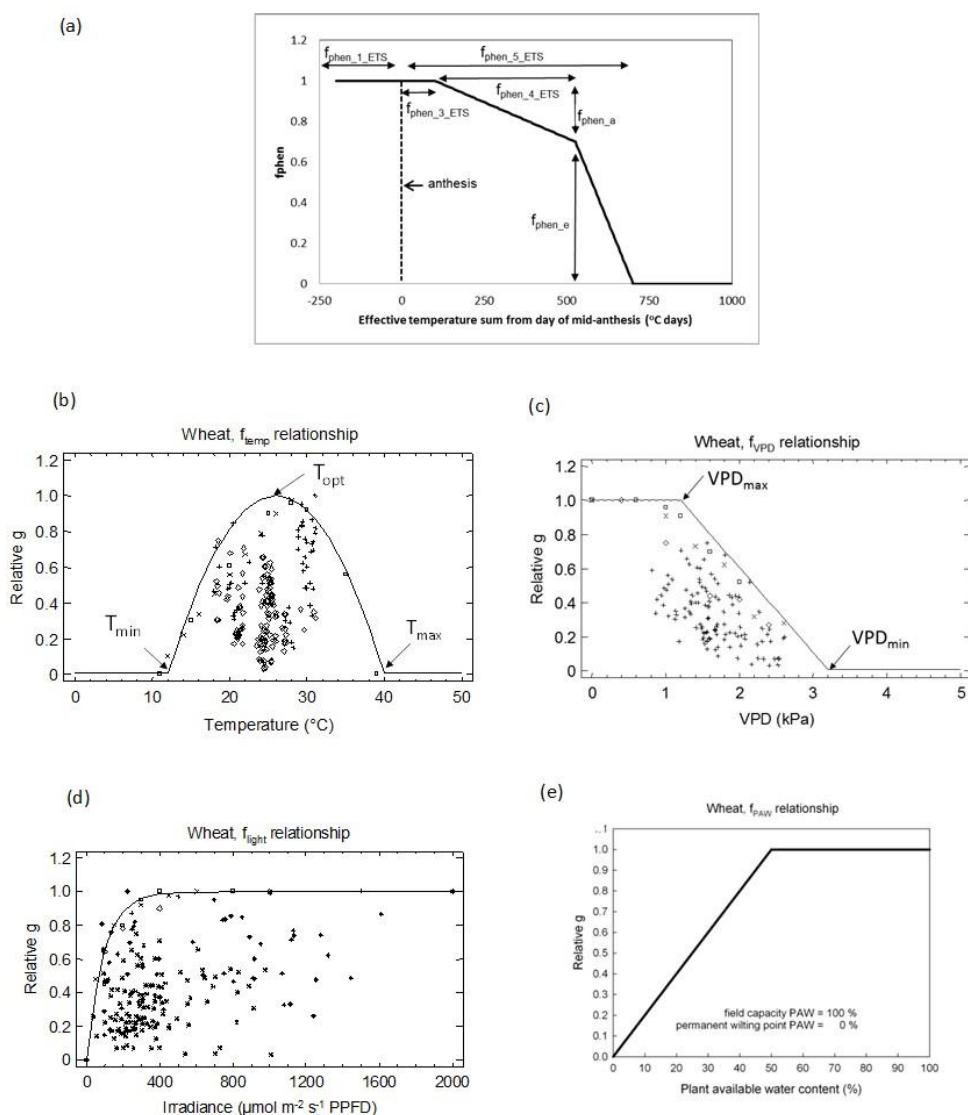 (a)
1.2
f_phen_1_ETS
f_phen_5_ETS
1
f_phen_4_ETS
f_phen_3_ETS
f_phen_a
0.8
0.6
fphen
anthesis
0.4
f_phen_e
0.2
0
-250 0 250 500 750 1000
Effective temperature sum from day of mid-anthesis (°C days)
(b)
Wheat, f_temp relationship
1.2
T_opt
1.0
0.8
Relative g
0.6
0.4
T_min
T_max
0.2
0
0 10 20 30 40 50
Temperature (°C)
(c)
Wheat, f_VPD relationship
1.2
VPD_max
1.0
0.8
Relative g
0.6
0.4
0.2
VPD_min
0
0 1 2 3 4 5
VPD (kPa)
(d)
Wheat, f_light relationship
1.2
1.0
0.8
Relative g
0.6
0.4
0.2
0
0 400 800 1200 1600 2000
Irradiance (µmol m⁻² s⁻¹ PPFD)
(e)
Wheat, f_PAW relationship
.1
1.0
0.9
0.8
0.7
Relative g
0.6
0.5
0.4
0.3
0.2
field capacity PAW = 100 %
0.1
permanent wilting point PAW = 0 %
0.0
0 10 20 30 40 50 60 70 80 90 100
Plant available water content (%)